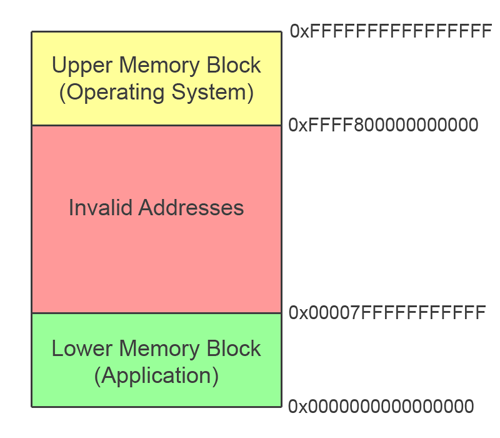 0xFFFFFFFFFFFFFFFF
Upper Memory Block
(Operating System)
0xFFFF800000000000
Invalid Addresses
0x00007FFFFFFFFFFF
Lower Memory Block
(Application)
0x0000000000000000